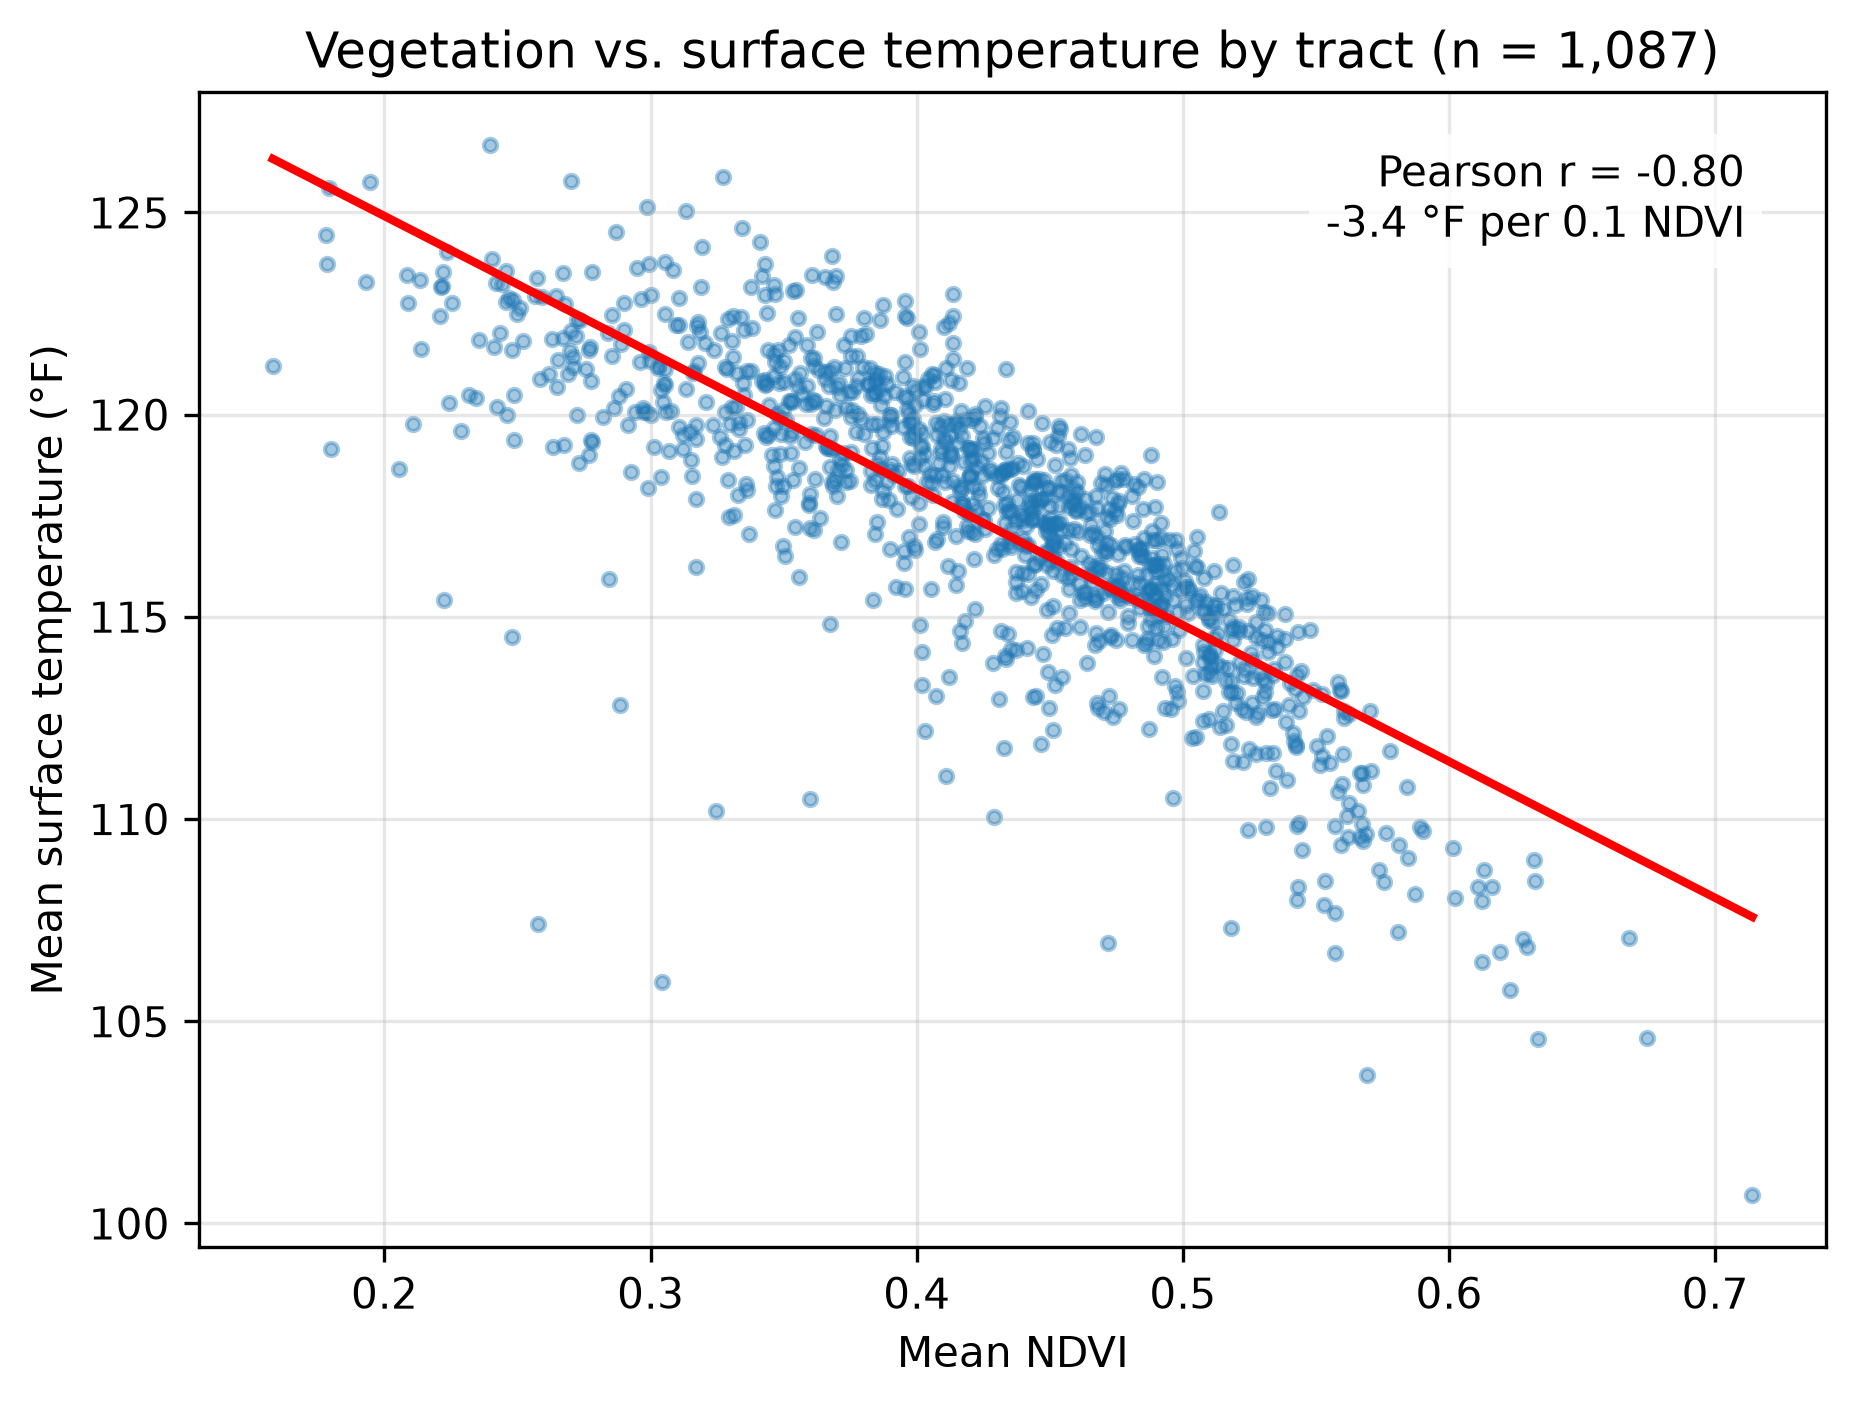 Vegetation vs. surface temperature by tract (n = 1,087)
Pearson r = -0.80
-3.4 °F per 0.1 NDVI
Mean surface temperature (°F)
125
120
115
110
105
100
0.2 0.3 0.4 0.5 0.6 0.7
Mean NDVI